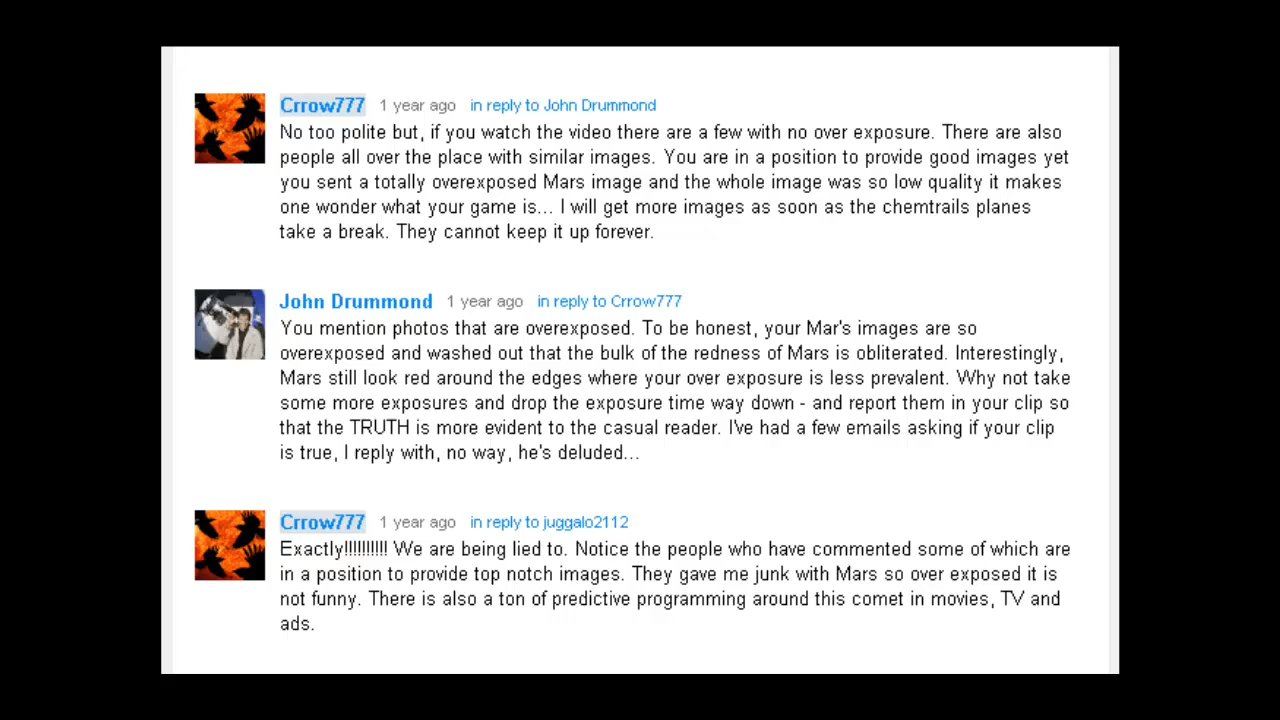 Crrow777 1 year ago in reply to John Drummond
No too polite but, if you watch the video there are a few with no over exposure. There are also
people all over the place with similar images. You are in a position to provide good images yet
you sent a totally overexposed Mars image and the whole image was so low quality it makes
one wonder what your game is... I will get more images as soon as the chemtrails planes
take a break. They cannot keep it up forever.
John Drummond 1 year ago in reply to Crrow777
You mention photos that are overexposed. To be honest, your Mar's images are so
overexposed and washed out that the bulk of the redness of Mars is obliterated. Interestingly,
Mars still look red around the edges where your over exposure is less prevalent. Why not take
some more exposures and drop the exposure time way down - and report them in your clip so
that the TRUTH is more evident to the casual reader. I've had a few emails asking if your clip
is true, I reply with, no way, he's deluded...
Crrow777 1 year ago in reply to juggalo2112
Exactly!!!!!!!!!! We are being lied to. Notice the people who have commented some of which are
in a position to provide top notch images. They gave me junk with Mars so over exposed it is
not funny. There is also a ton of predictive programming around this comet in movies, TV and
ads.